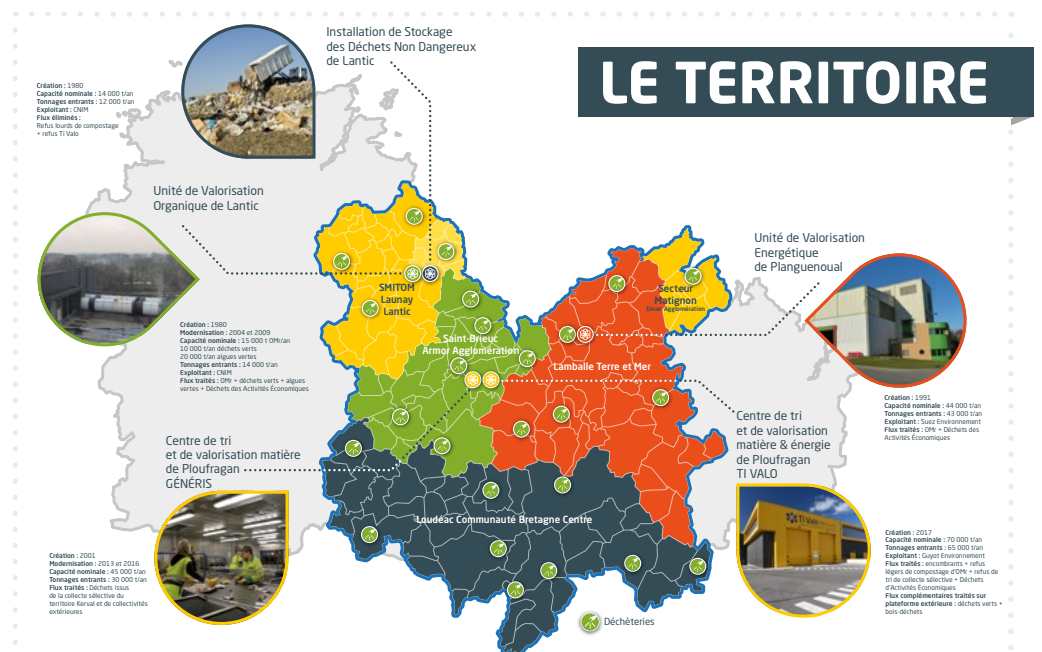 LE TERRITOIRE
Installation de Stockage
des Déchets Non Dangereux
de Lantic
Création : 1980
Capacité nominale : 14 000 t/an
Tonnages entrants : 12 000 t/an
Exploitant : CNIM
Flux éliminés :
Refus lourds de compostage
+ refus Ti Valo
Unité de Valorisation
Organique de Lantic
Création : 1980
Modernisation : 2004 et 2009
Capacité nominale : 15 000 t OMr/an
10 000 t/an déchets verts
20 000 t/an algues vertes
Tonnages entrants : 14 000 t/an
Exploitant : CNIM
Flux traités : OMr + déchets verts + algues
vertes + Déchets des Activités Économiques
Unité de Valorisation
Energétique
de Planguenoual
Création : 1991
Capacité nominale : 44 000 t/an
Tonnages entrants : 43 000 t/an
Exploitant : Suez Environnement
Flux traités : OMr + Déchets des
Activités Économiques
SMITOM
Launay
Lantic
Saint-Brieuc
Armor Agglomération
Secteur
Matignon
Dinan Agglomération
Lamballe Terre et Mer
Loudéac Communauté Bretagne Centre
Centre de tri
et de valorisation matière
de Ploufragan
GÉNÉRIS
Création : 2001
Modernisation : 2013 et 2016
Capacité nominale : 45 000 t/an
Tonnages entrants : 30 000 t/an
Flux traités : Déchets issus
de la collecte sélective du
territoire Kerval et de collectivités
extérieures
Centre de tri
et de valorisation
matière & énergie
de Ploufragan
TI VALO
Ti Valo
Création : 2017
Capacité nominale : 70 000 t/an
Tonnages entrants : 65 000 t/an
Exploitant : Guyot Environnement
Flux traités : encombrants + refus
légers de compostage d'OMr + refus de
tri de collecte sélective + Déchets
d'Activités Économiques
Flux complémentaires traités sur
plateforme extérieure : déchets verts +
bois-déchets
Déchèteries